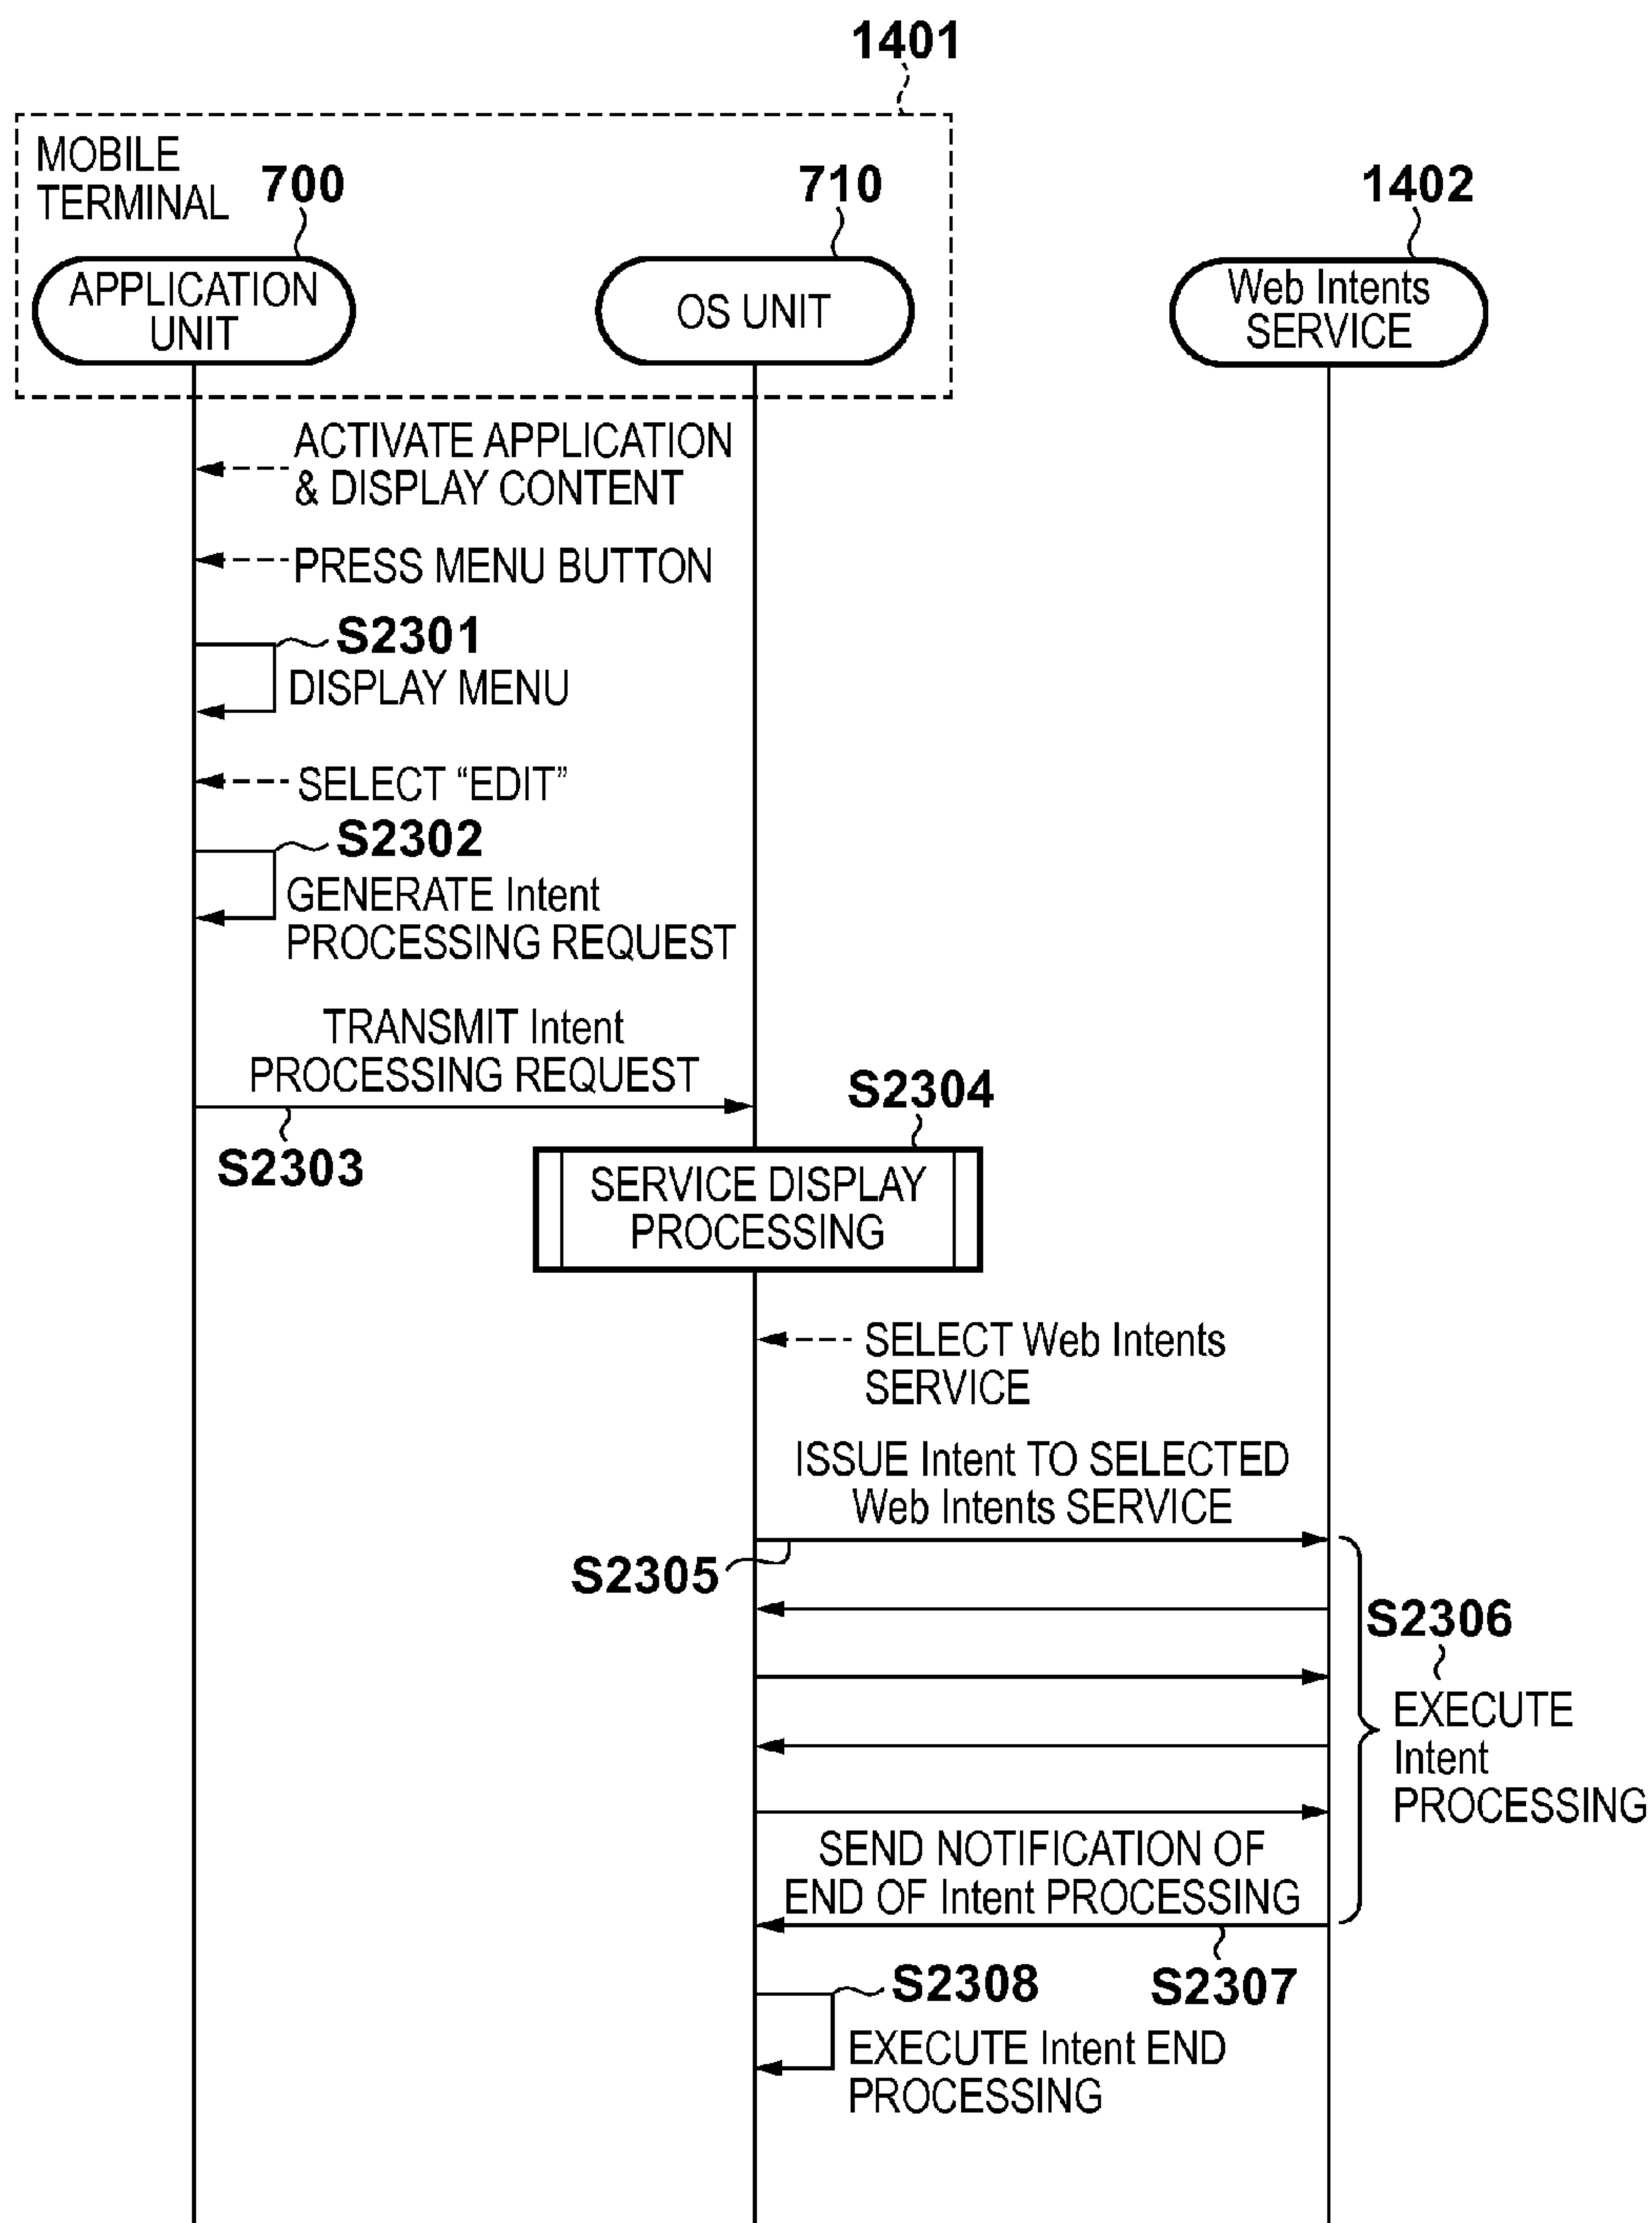 1401
MOBILE
TERMINAL
700
710
1402
APPLICATION
UNIT
OS UNIT
Web Intents
SERVICE
ACTIVATE APPLICATION
& DISPLAY CONTENT
PRESS MENU BUTTON
S2301
DISPLAY MENU
SELECT “EDIT”
S2302
GENERATE Intent
PROCESSING REQUEST
TRANSMIT Intent
PROCESSING REQUEST
S2303
S2304
SERVICE DISPLAY
PROCESSING
SELECT Web Intents
SERVICE
ISSUE Intent TO SELECTED
Web Intents SERVICE
S2305
S2306
EXECUTE
Intent
PROCESSING
SEND NOTIFICATION OF
END OF Intent PROCESSING
S2307
S2308
EXECUTE Intent END
PROCESSING